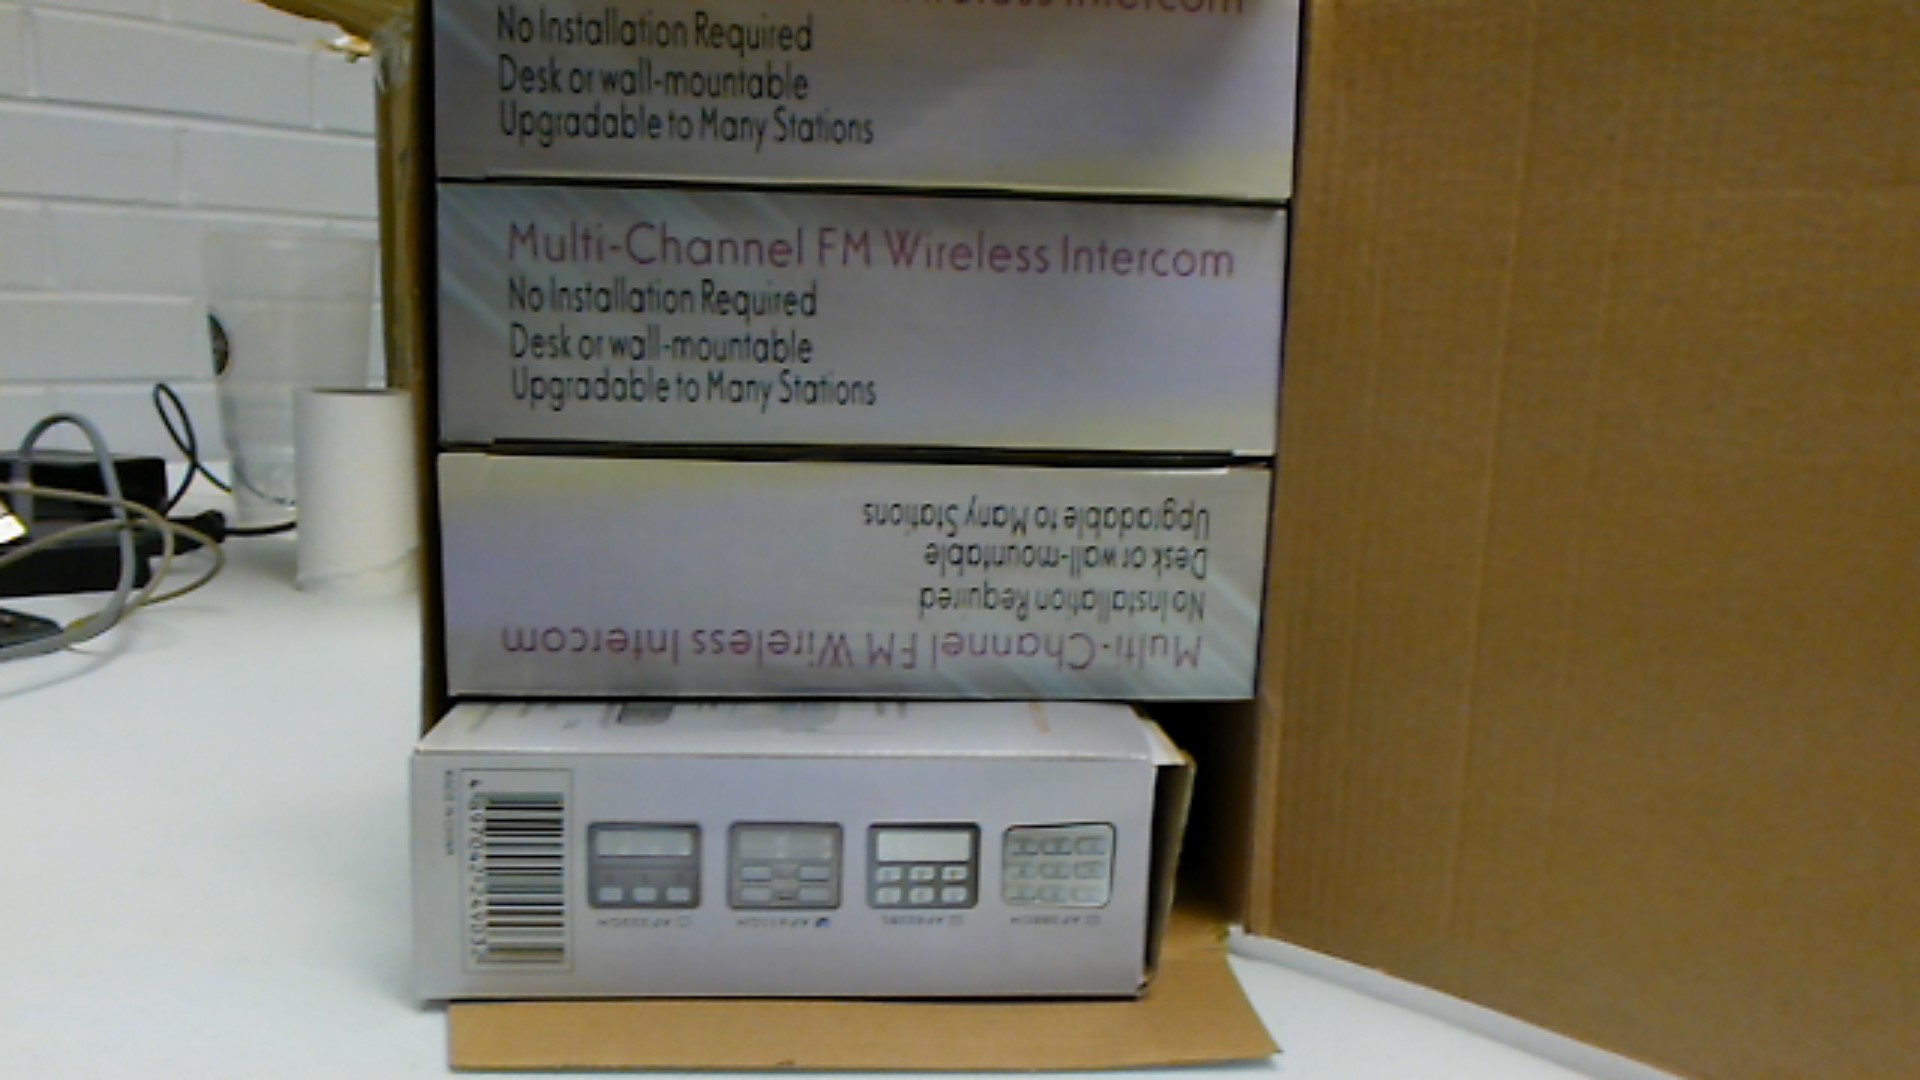 Wireless Intercom
No Installation Required
Desk or wall-mountable
Upgradable to Many Stations
Multi-Channel FM Wireless Intercom
No Installation Required
Desk or wall-mountable
Upgradable to Many Stations
Multi-Channel FM Wireless Intercom
No Installation Required
Desk or wall-mountable
Upgradable to Many Stations